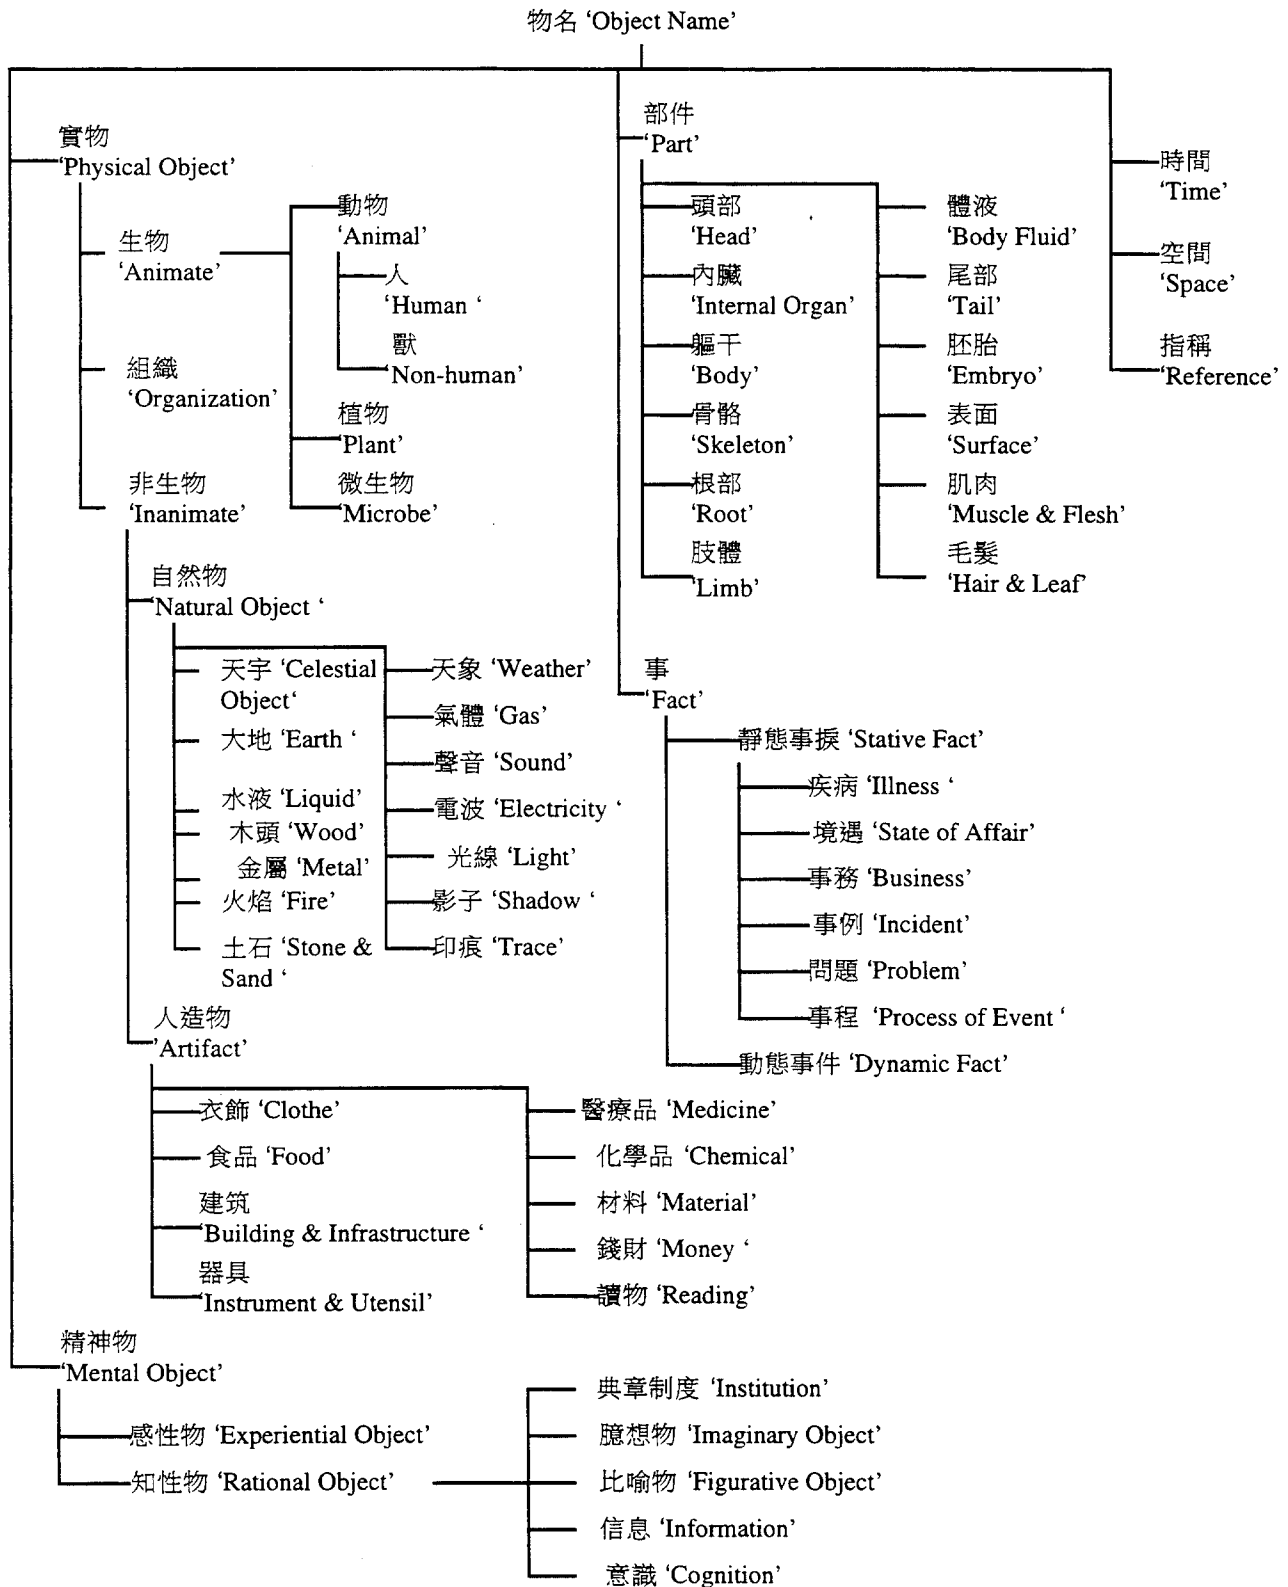 物名 ‘Object Name’
實物
‘Physical Object’
生物
‘Animate’
動物
‘Animal’
人
‘Human ‘
獸
‘Non-human’
植物
‘Plant’
微生物
‘Microbe’
組織
‘Organization’
非生物
‘Inanimate’
自然物
‘Natural Object ‘
天宇 ‘Celestial
Object‘
大地 ‘Earth ‘
水液 ‘Liquid’
木頭 ‘Wood’
金屬 ‘Metal’
火焰 ‘Fire’
土石 ‘Stone &
Sand ‘
天象 ‘Weather’
氣體 ‘Gas’
聲音 ‘Sound’
電波 ‘Electricity ‘
光線 ‘Light’
影子 ‘Shadow ‘
印痕 ‘Trace’
人造物
‘Artifact’
衣飾 ‘Clothe’
食品 ‘Food’
建筑
‘Building & Infrastructure ‘
器具
‘Instrument & Utensil’
醫療品 ‘Medicine’
化學品 ‘Chemical’
材料 ‘Material’
錢財 ‘Money ‘
讀物 ‘Reading’
精神物
‘Mental Object’
感性物 ‘Experiential Object’
知性物 ‘Rational Object’
典章制度 ‘Institution’
臆想物 ‘Imaginary Object’
比喻物 ‘Figurative Object’
信息 ‘Information’
意識 ‘Cognition’
部件
‘Part’
頭部
‘Head’
內臟
‘Internal Organ’
軀干
‘Body’
骨骼
‘Skeleton’
根部
‘Root’
肢體
‘Limb’
體液
‘Body Fluid’
尾部
‘Tail’
胚胎
‘Embryo’
表面
‘Surface’
肌肉
‘Muscle & Flesh’
毛髮
‘Hair & Leaf’
事
‘Fact’
靜態事捩 ‘Stative Fact’
疾病 ‘Illness ‘
境遇 ‘State of Affair’
事務 ‘Business’
事例 ‘Incident’
問題 ‘Problem’
事程 ‘Process of Event ‘
動態事件 ‘Dynamic Fact’
時間
‘Time’
空間
‘Space’
指稱
‘Reference’